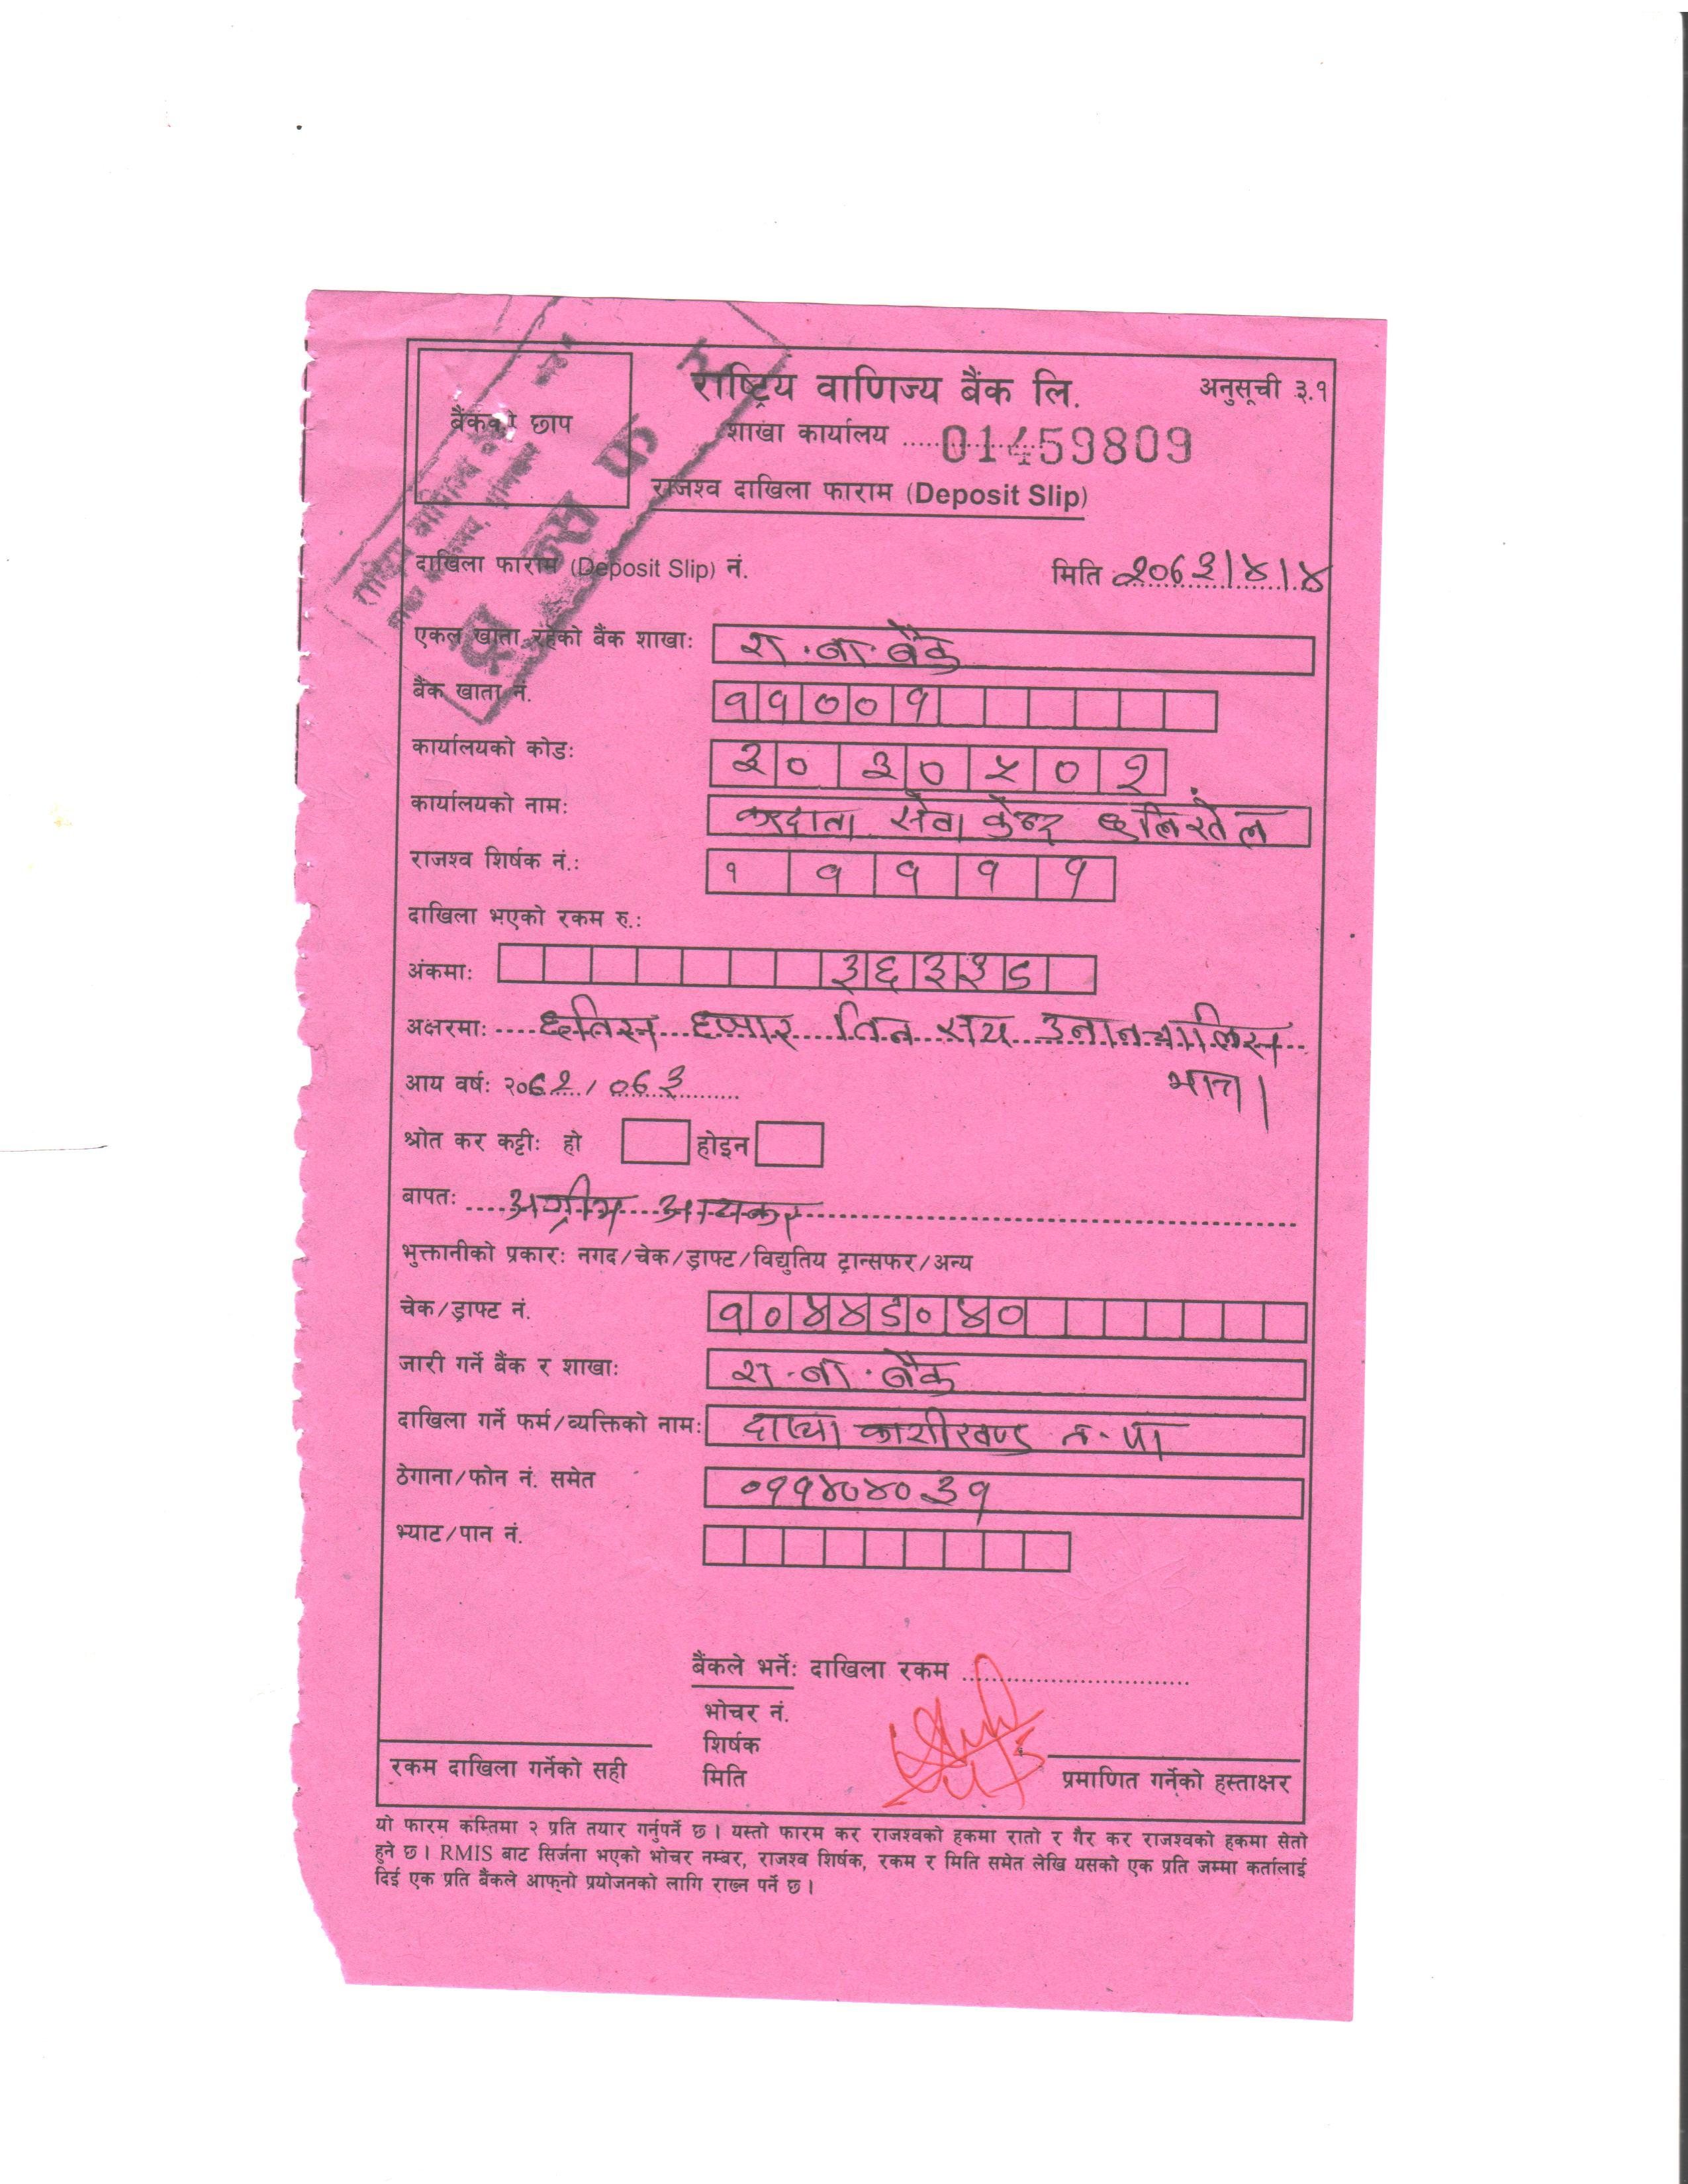 राष्ट्रिय वाणिज्य बैंक लि.
अनुसूची ३.१
बैंकको छाप
शाखा कार्यालय ............ 01459809
राजश्व दाखिला फाराम (Deposit Slip)
दाखिला फाराम (Deposit Slip) नं.
मिति २०६३/४/४
एकल खाता रहेको बैंक शाखाः रा.बा.बैंक
बैंक खाता नं. ११००१
कार्यालयको कोडः ३०३०५०२
कार्यालयको नामः करदाता सेवा केन्द्र
राजश्व शिर्षक नं.: १११११
दाखिला भएको रकम रु.:
अंकमाः ३६३३९
अक्षरमाः छतिस हजार तिन सय उनानचालिस
मात्र।
आय वर्षः २०६२/०६३
श्रोत कर कट्टीः हो होइन
बापतः अग्रीम आयकर
भुक्तानीको प्रकारः नगद/चेक/ड्राफ्ट/विद्युतिय ट्रान्सफर/अन्य
चेक/ड्राफ्ट नं. १०४४९०४०
जारी गर्ने बैंक र शाखाः रा.बा.बैंक
दाखिला गर्ने फर्म/व्यक्तिको नामः काशीखण्ड न.पा
ठेगाना/फोन नं. समेत ०११४०४०३१
भ्याट/पान नं.
बैंकले भर्नेः दाखिला रकम ..............................
भोचर नं.
शिर्षक
मिति
रकम दाखिला गर्नेको सही
प्रमाणित गर्नेको हस्ताक्षर
यो फारम कम्तिमा २ प्रति तयार गर्नुपर्ने छ। यस्तो फारम कर राजश्वको हकमा रातो र गैर कर राजश्वको हकमा सेतो
हुने छ। RMIS बाट सिर्जना भएको भोचर नम्बर, राजश्व शिर्षक, रकम र मिति समेत लेखि यसको एक प्रति जम्मा कर्तालाई
दिई एक प्रति बैंकले आफ्नो प्रयोजनको लागि राख्न पर्ने छ।